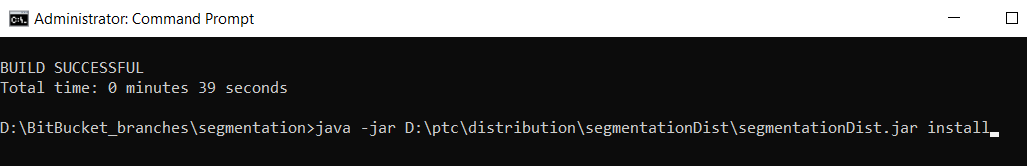 Administrator: Command Prompt
BUILD SUCCESSFUL
Total time: 0 minutes 39 seconds
D:\BitBucket_branches\segmentation>java -jar D:\ptc\distribution\segmentationDist\segmentationDist.jar install